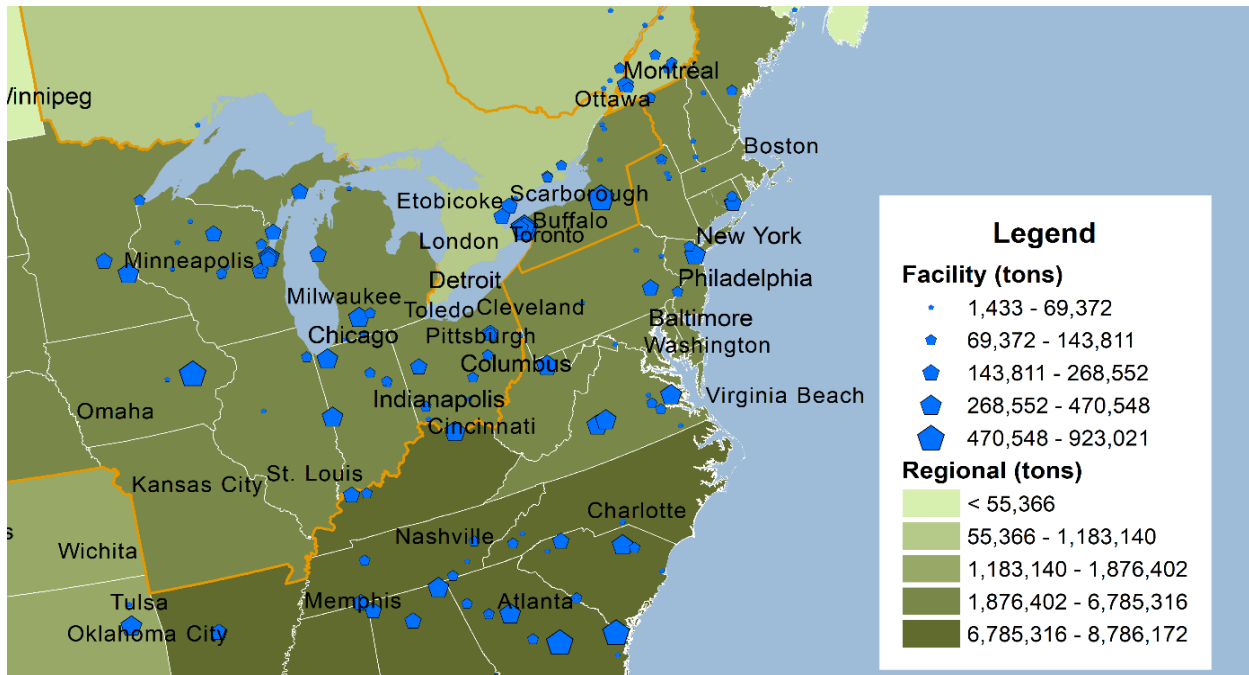 Montréal
Winnipeg
Ottawa
Boston
Scarborough
Etobicoke
Buffalo
Toronto
London
New York
Minneapolis
Detroit
Philadelphia
Milwaukee
Toledo
Cleveland
Chicago
Pittsburgh
Baltimore
Washington
Columbus
Virginia Beach
Indianapolis
Omaha
Cincinnati
St. Louis
Kansas City
Charlotte
s
Nashville
Wichita
Tulsa
Memphis
Atlanta
Oklahoma City
Legend
Facility (tons)
1,433 - 69,372
69,372 - 143,811
143,811 - 268,552
268,552 - 470,548
470,548 - 923,021
Regional (tons)
< 55,366
55,366 - 1,183,140
1,183,140 - 1,876,402
1,876,402 - 6,785,316
6,785,316 - 8,786,172